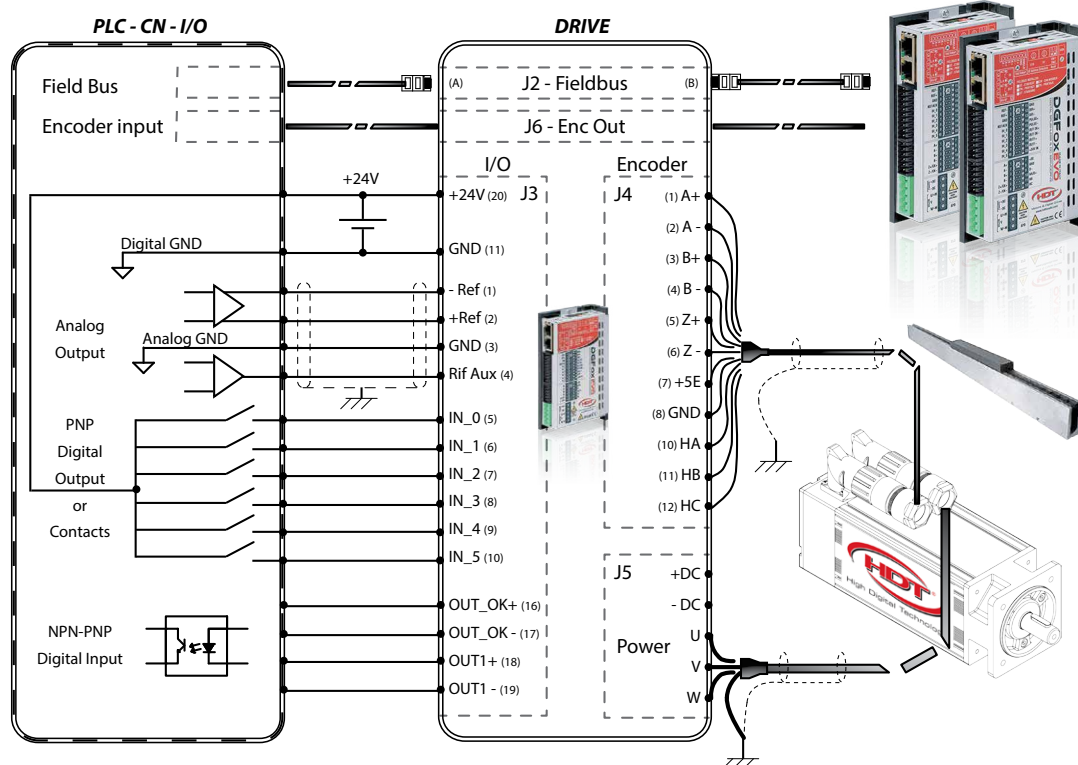 PLC - CN - I/O
DRIVE
Field Bus
(A)
J2 - Fieldbus
(B)
Encoder input
J6 - Enc Out
I/O
Encoder
+24V
+24V (20)
J3
J4
(1) A+
(2) A -
Digital GND
GND (11)
(3) B+
- Ref (1)
(4) B -
Analog
Output
+Ref (2)
(5) Z+
Analog GND
GND (3)
(6) Z -
Rif Aux (4)
(7) +5E
PNP
Digital
Output
or
Contacts
IN_0 (5)
(8) GND
IN_1 (6)
(10) HA
IN_2 (7)
(11) HB
IN_3 (8)
(12) HC
IN_4 (9)
IN_5 (10)
J5
+DC
- DC
Power
U
V
W
NPN-PNP
Digital Input
OUT_OK+ (16)
OUT_OK - (17)
OUT1+ (18)
OUT1 - (19)
DIGFox EVO
HDT
HDT
High Digital Technology